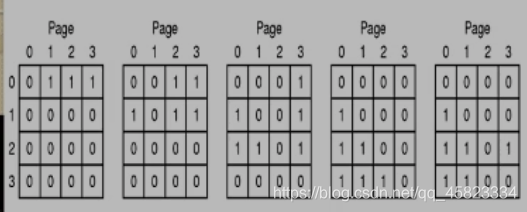 Page Page Page Page Page
0 1 2 3 0 1 2 3 0 1 2 3 0 1 2 3 0 1 2 3
0 0 1 1 1 0 0 1 1 0 0 0 1 0 0 0 0 0 0 0 0
1 0 0 0 0 1 0 1 1 1 0 0 1 1 0 0 0 1 0 0 0
2 0 0 0 0 0 0 0 0 1 1 0 1 1 1 0 0 1 1 0 1
3 0 0 0 0 0 0 0 0 0 0 0 0 1 1 1 0 1 1 0 0
https://blog.csdn.net/qq_45823334